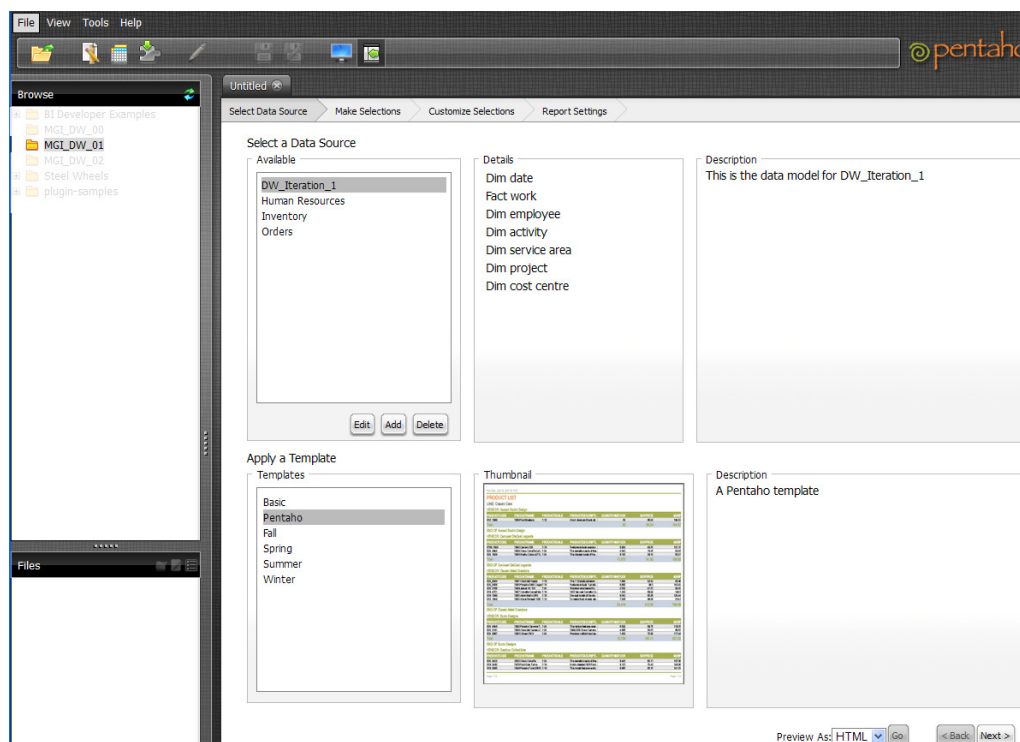 File View Tools Help
pentaho
Browse
BI Developer Examples
MGI_DW_00
MGI_DW_01
MGI_DW_02
Steel Wheels
plugin-samples
Files
Untitled
Select Data Source Make Selections Customize Selections Report Settings
Select a Data Source
Available
DW_Iteration_1
Human Resources
Inventory
Orders
Edit Add Delete
Details
Dim date
Fact work
Dim employee
Dim activity
Dim service area
Dim project
Dim cost centre
Description
This is the data model for DW_Iteration_1
Apply a Template
Templates
Basic
Pentaho
Fall
Spring
Summer
Winter
Thumbnail
PRODUCT LIST
Description
A Pentaho template
Preview As: HTML Go < Back Next >